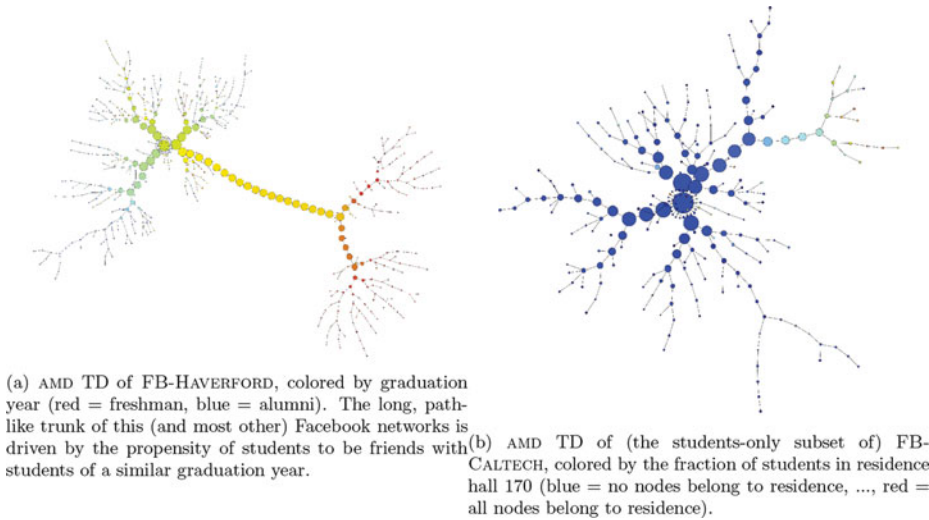 (a) AMD TD of FB-HAVERFORD, colored by graduation
year (red = freshman, blue = alumni). The long, path-
like trunk of this (and most other) Facebook networks is
driven by the propensity of students to be friends with
students of a similar graduation year.
(b) AMD TD of (the students-only subset of) FB-
CALTECH, colored by the fraction of students in residence
hall 170 (blue = no nodes belong to residence, ..., red =
all nodes belong to residence).